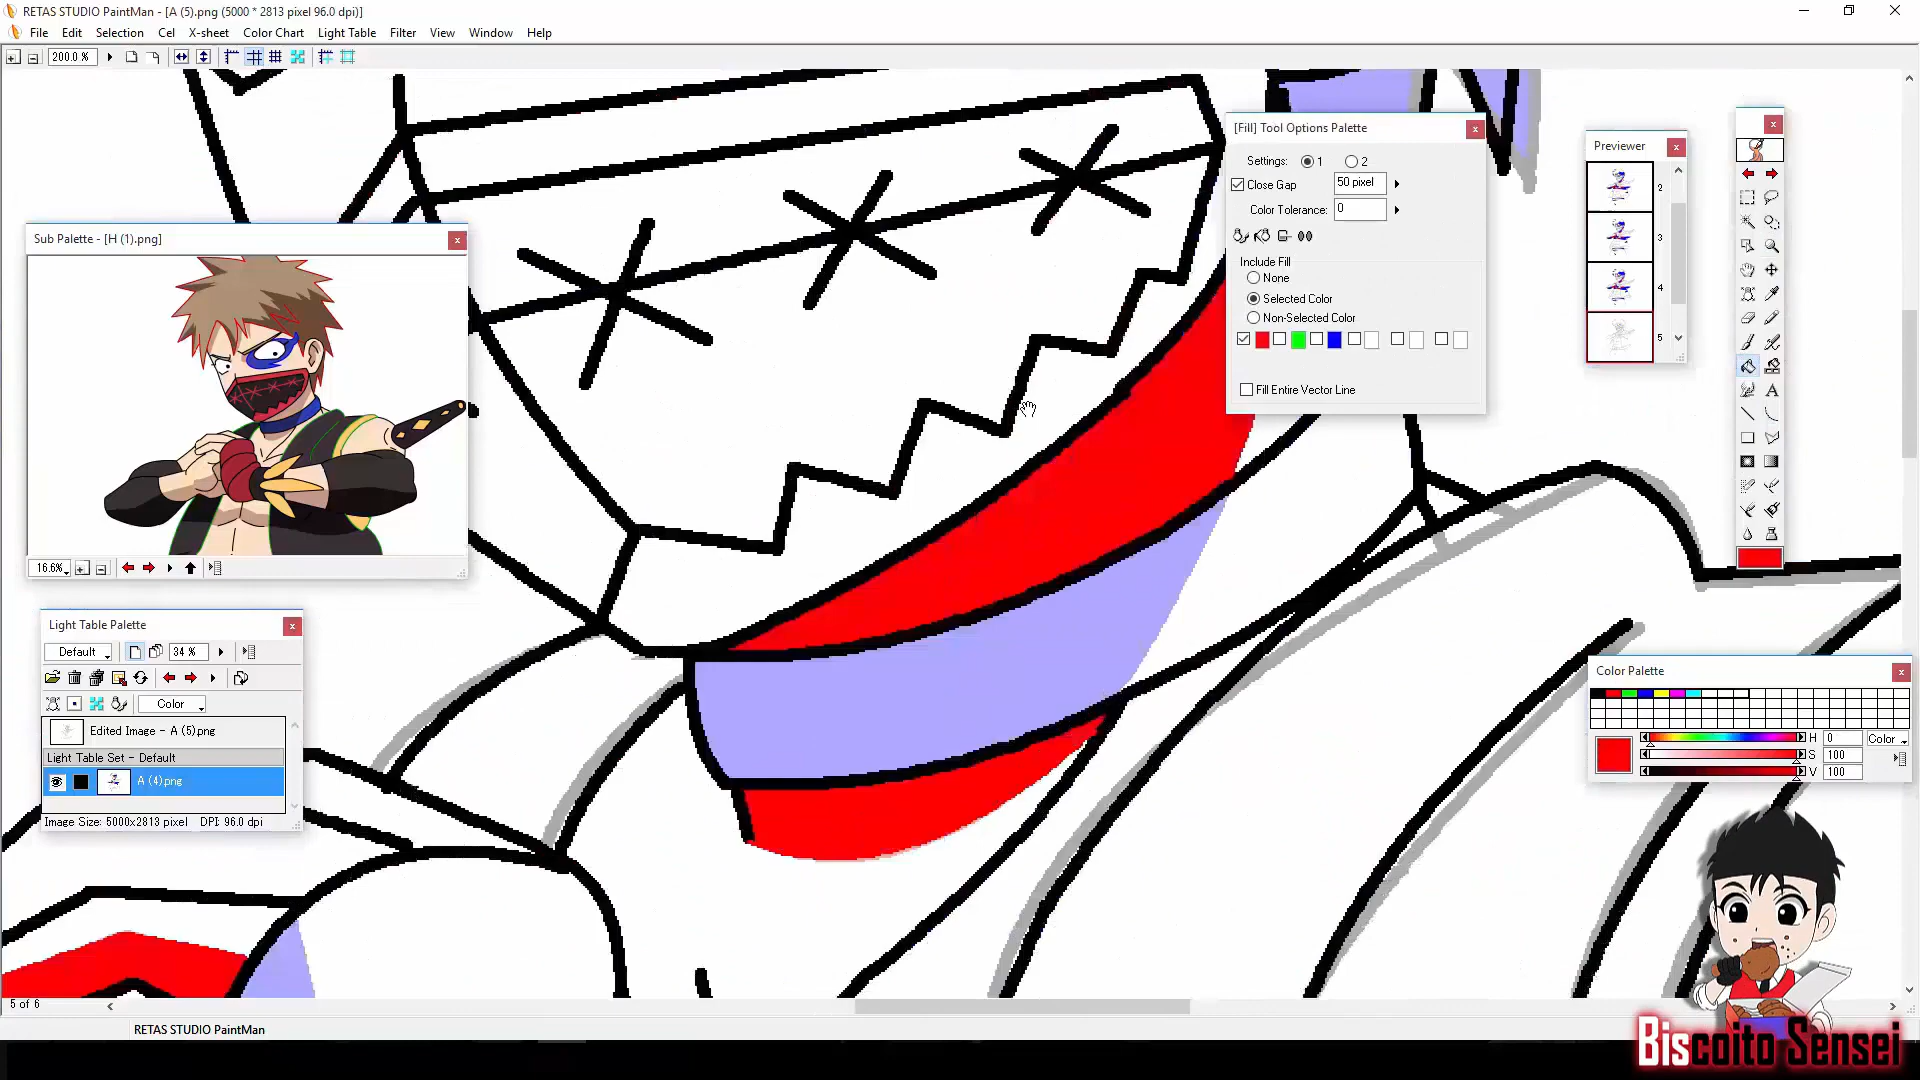 RETAS STUDIO PaintMan - [A (5).png (5000 * 2813 pixel 96.0 dpi)]
File Edit Selection Cel X-sheet Color Chart Light Table Filter View Window Help
200.0 %
[Fill] Tool Options Palette
Settings: 1 2
Close Gap 50 pixel
Color Tolerance: 0
Include Fill
None
Selected Color
Non-Selected Color
Fill Entire Vector Line
Previewer
2
3
4
5
Sub Palette - [H (1).png]
16.6%
Light Table Palette
Default 34 %
Color
Edited Image - A (5).png
Light Table Set - Default
A (4).png
Image Size: 5000x2813 pixel DPI: 96.0 dpi
Color Palette
H 0 Color
S 100
V 100
5 of 6
RETAS STUDIO PaintMan
Biscoito Sensei